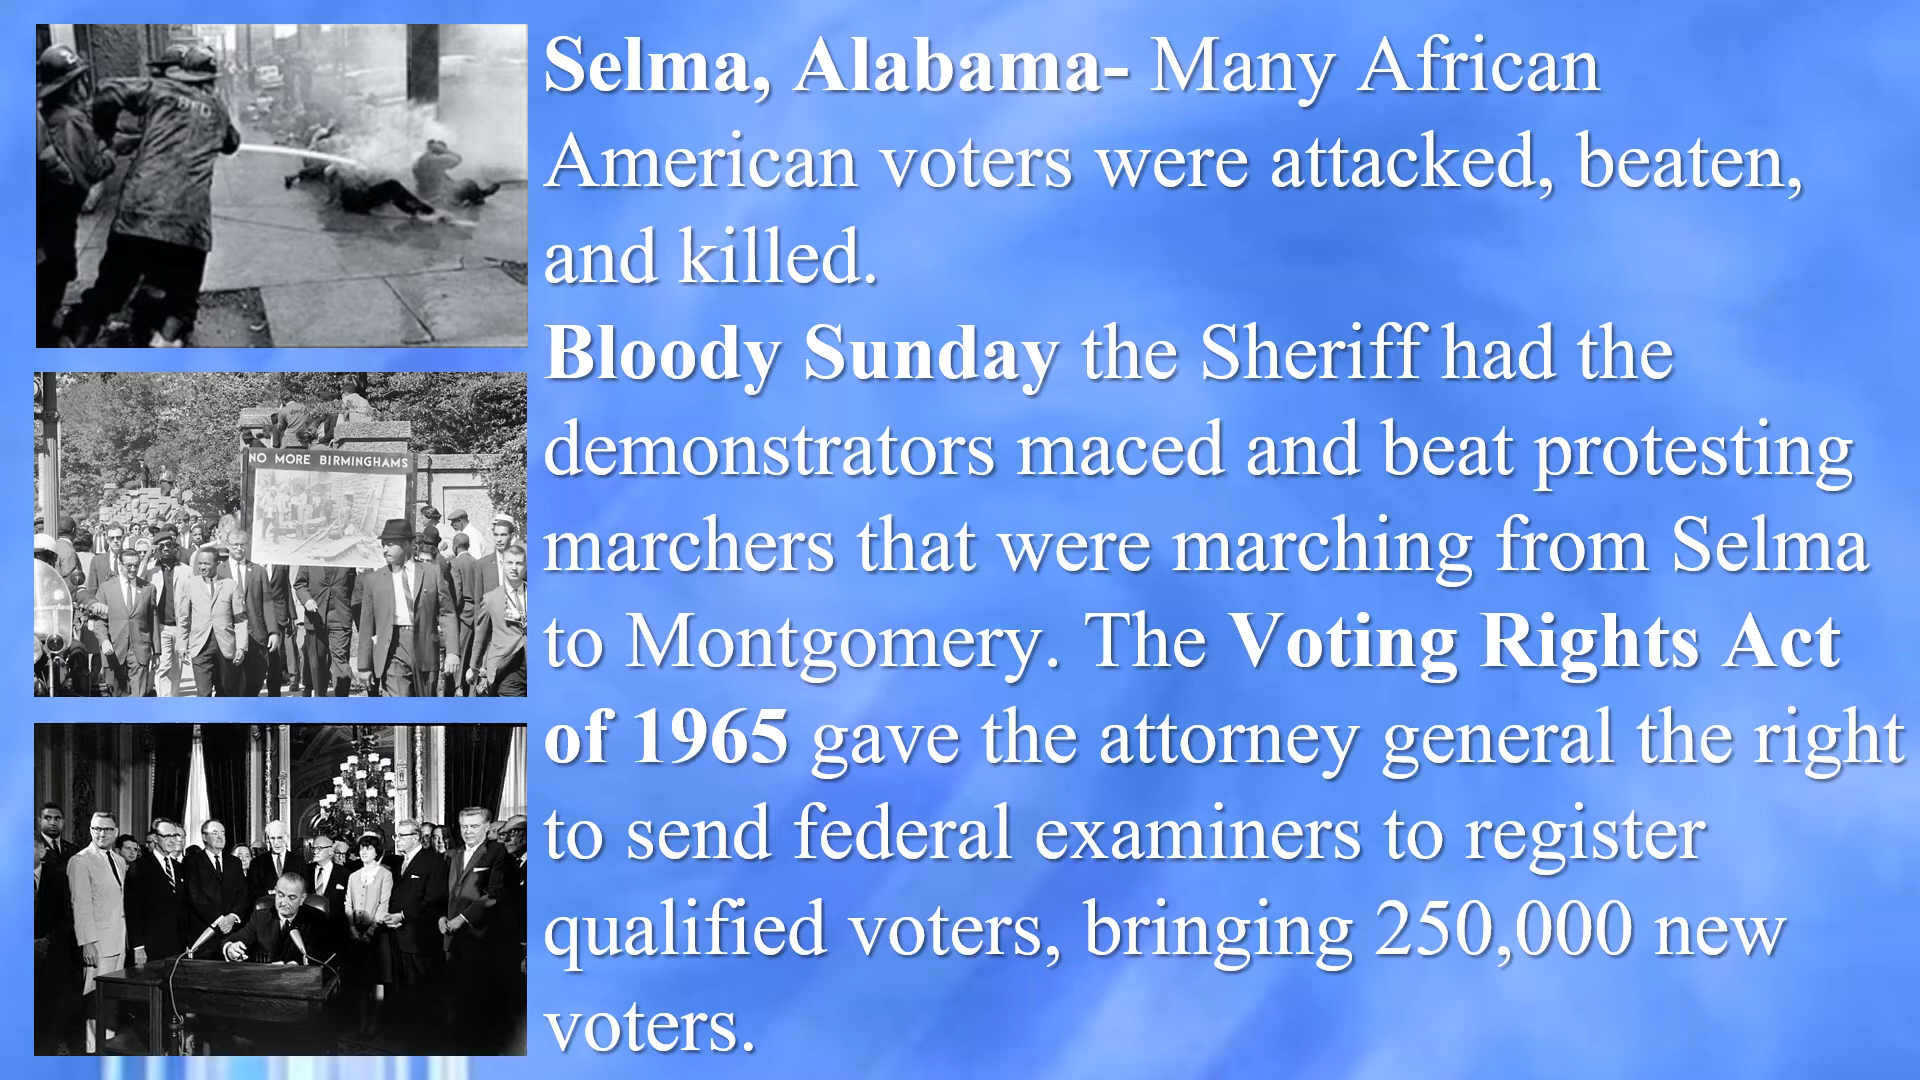 Selma, Alabama- Many African
American voters were attacked, beaten,
and killed.
Bloody Sunday the Sheriff had the
demonstrators maced and beat protesting
marchers that were marching from Selma
to Montgomery. The Voting Rights Act
of 1965 gave the attorney general the right
to send federal examiners to register
qualified voters, bringing 250,000 new
voters.
BFD
NO MORE BIRMINGHAMS